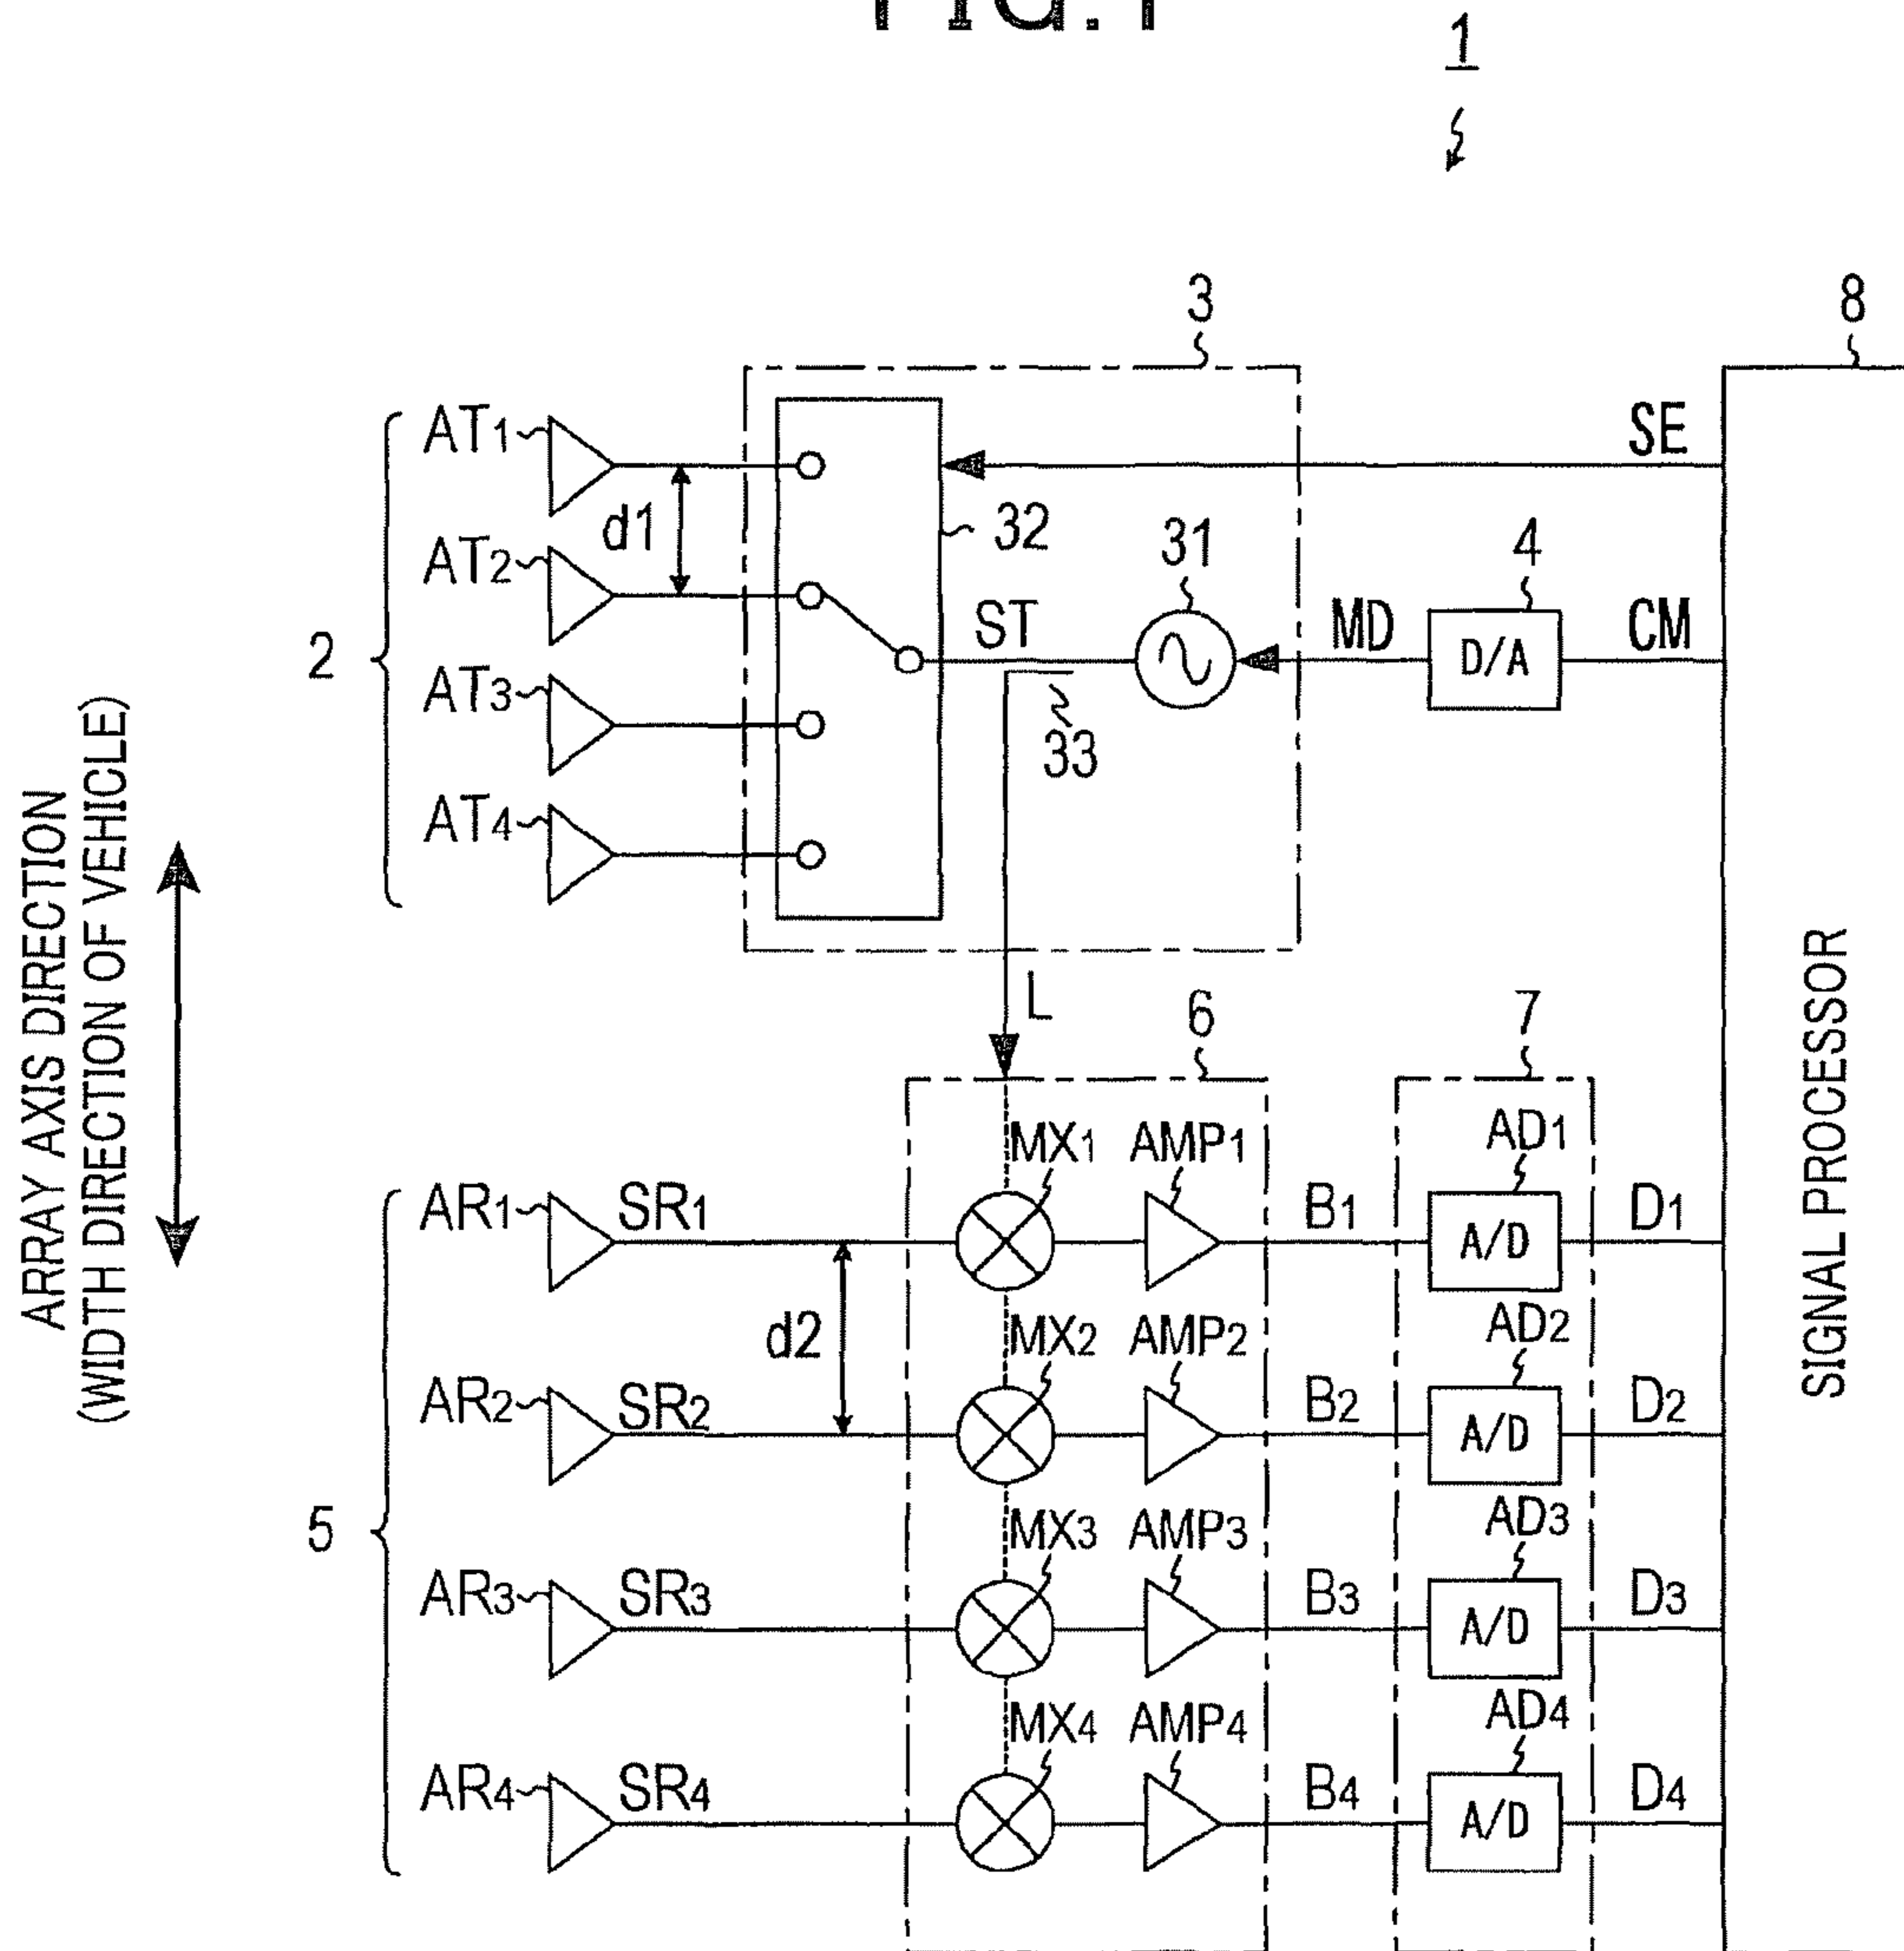 FIG.1
1
3
8
AT1
SE
d1
32
31
4
AT2
ST
MD
D/A
CM
2
AT3
33
AT4
ARRAY AXIS DIRECTION
(WIDTH DIRECTION OF VEHICLE)
L
6
7
SIGNAL PROCESSOR
MX1
AMP1
AD1
AR1
SR1
B1
A/D
D1
d2
MX2
AMP2
AD2
AR2
SR2
B2
A/D
D2
5
MX3
AMP3
AD3
AR3
SR3
B3
A/D
D3
MX4
AMP4
AD4
AR4
SR4
B4
A/D
D4